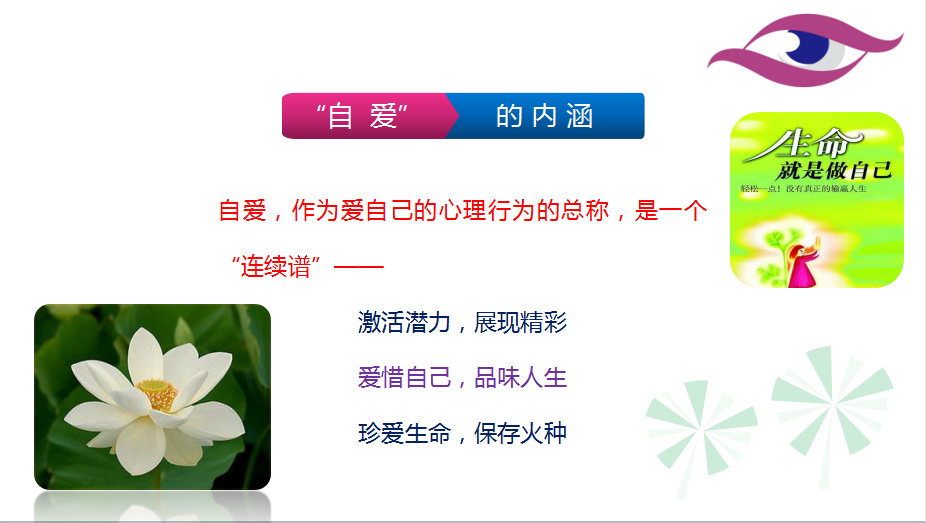 “自 爱” 的内涵
生命
就是做自己
轻松一点！没有真正的输赢人生
自爱，作为爱自己的心理行为的总称，是一个
“连续谱”——
激活潜力，展现精彩
爱惜自己，品味人生
珍爱生命，保存火种